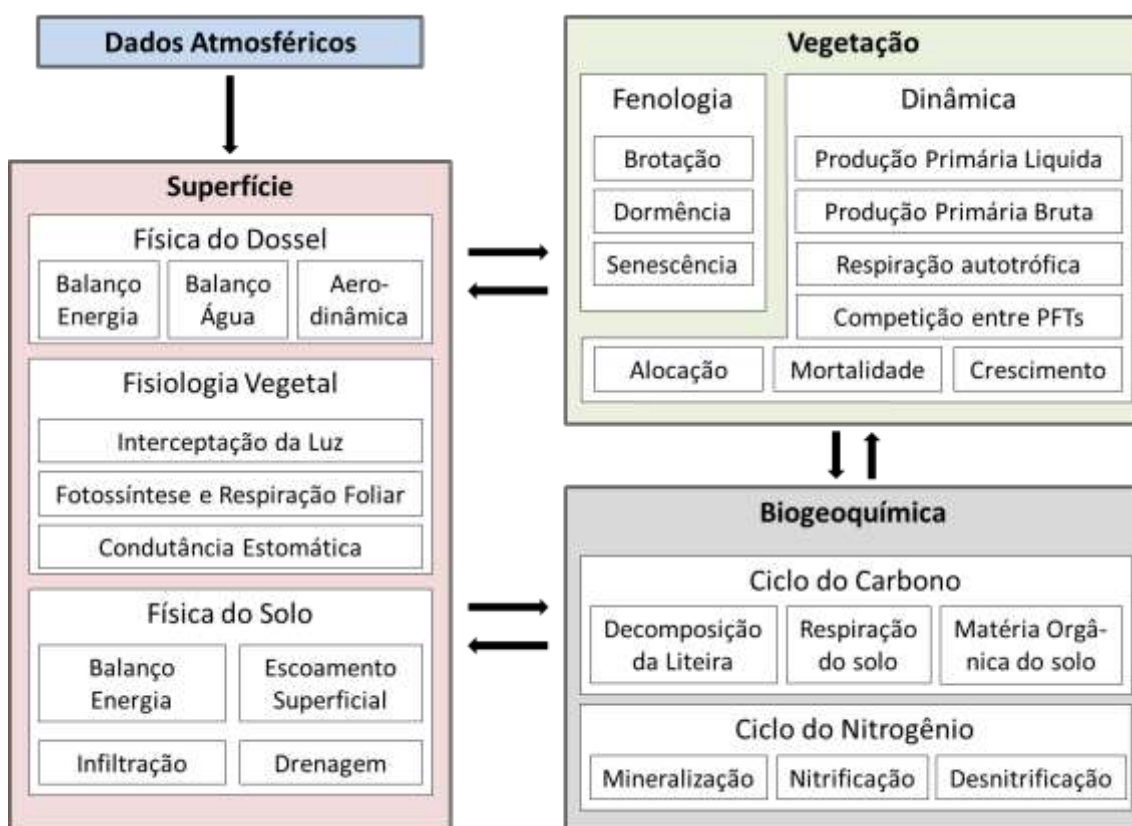 Dados Atmosféricos
Superfície
Física do Dossel
Balanço
Energia
Balanço
Água
Aero-
dinâmica
Fisiologia Vegetal
Interceptação da Luz
Fotossíntese e Respiração Foliar
Condutância Estomática
Física do Solo
Balanço
Energia
Escoamento
Superficial
Infiltração
Drenagem
Vegetação
Fenologia
Brotação
Dormência
Senescência
Dinâmica
Produção Primária Liquida
Produção Primária Bruta
Respiração autotrófica
Competição entre PFTs
Alocação
Mortalidade
Crescimento
Biogeoquímica
Ciclo do Carbono
Decomposição
da Liteira
Respiração
do solo
Matéria Orgâ-
nica do solo
Ciclo do Nitrogênio
Mineralização
Nitrificação
Desnitrificação